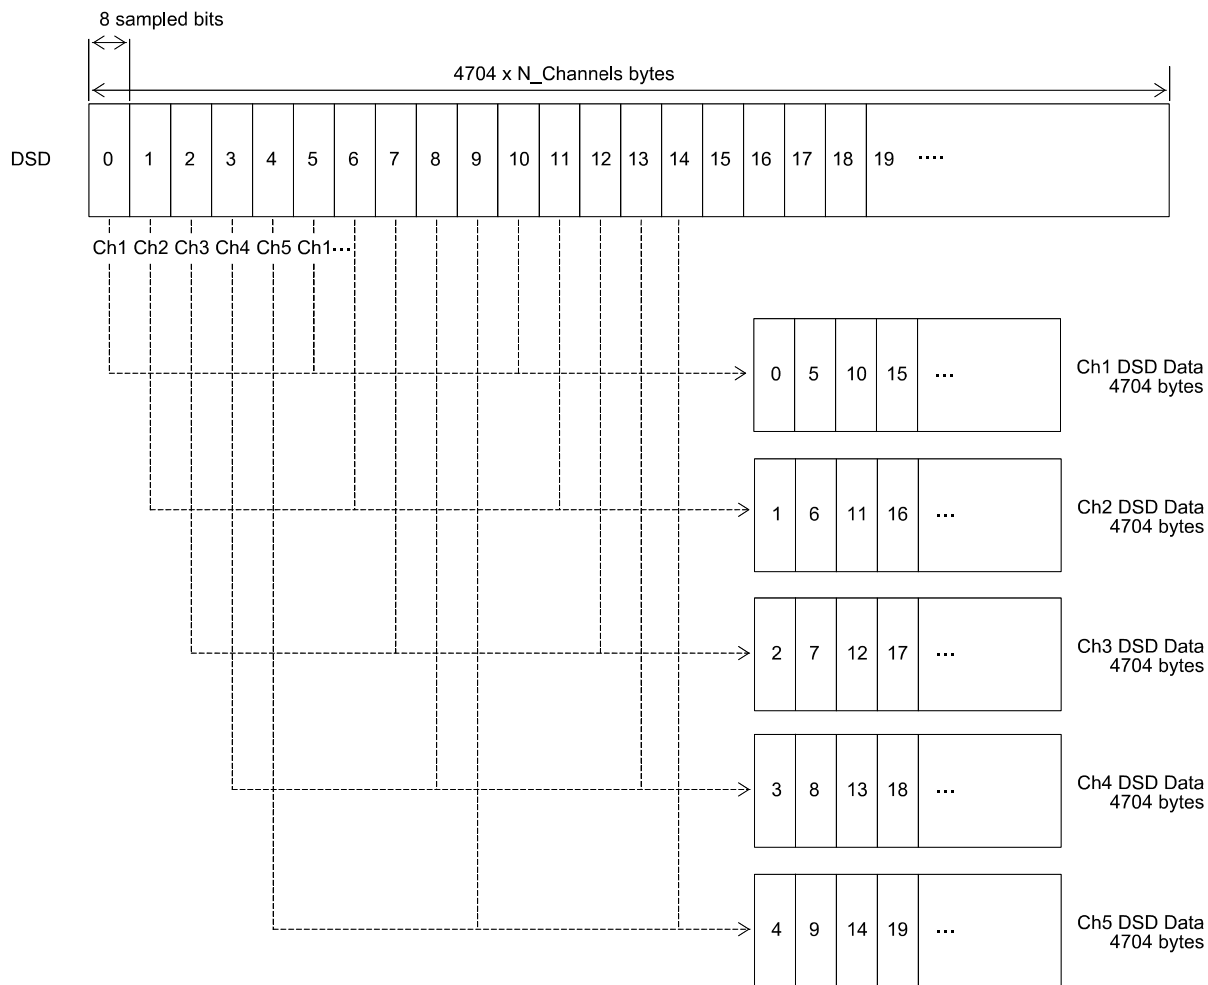 8 sampled bits
4704 x N_Channels bytes
DSD 0 1 2 3 4 5 6 7 8 9 10 11 12 13 14 15 16 17 18 19 ····
Ch1 Ch2 Ch3 Ch4 Ch5 Ch1···
0 5 10 15 ...
Ch1 DSD Data
4704 bytes
1 6 11 16 ...
Ch2 DSD Data
4704 bytes
2 7 12 17 ...
Ch3 DSD Data
4704 bytes
3 8 13 18 ...
Ch4 DSD Data
4704 bytes
4 9 14 19 ...
Ch5 DSD Data
4704 bytes